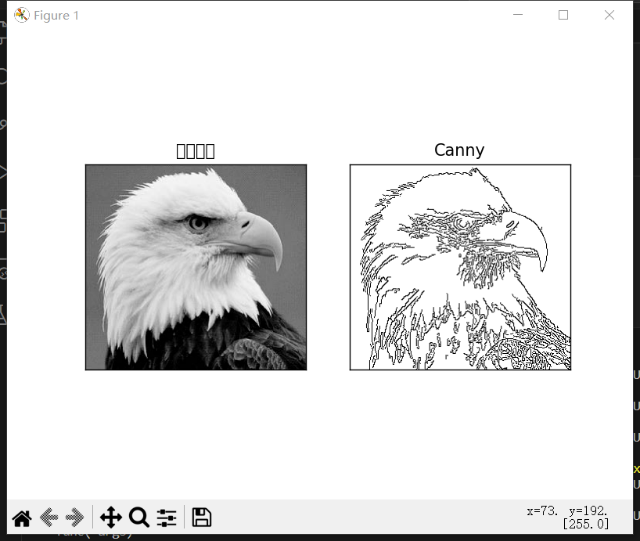 Figure 1
Canny
x=73. y=192.
[255.0]